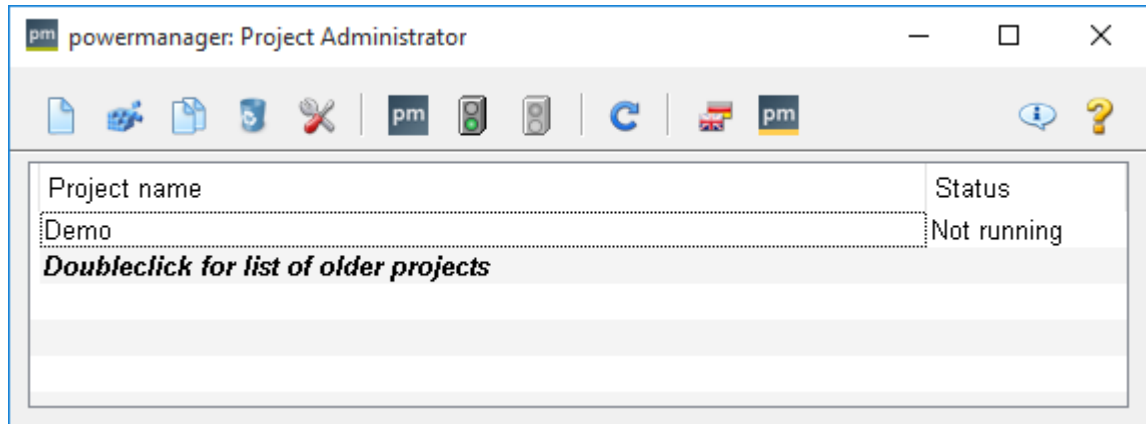 pm powermanager: Project Administrator
pm pm
Project name Status
Demo Not running
Doubleclick for list of older projects